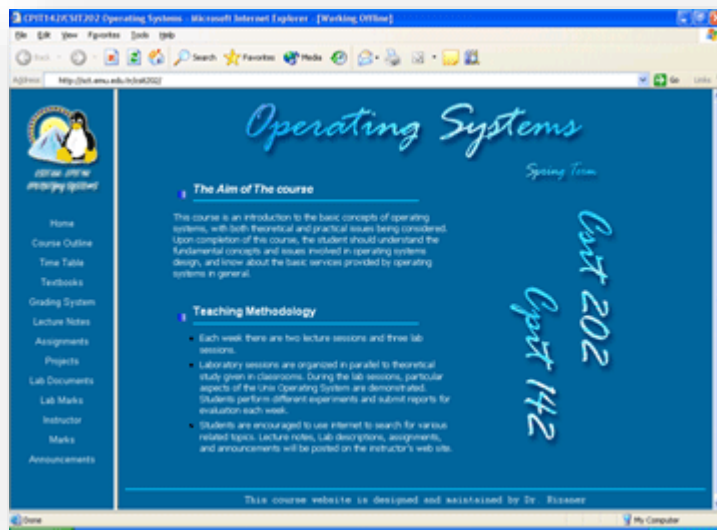 CPIT142/CSIT202 Operating Systems - Microsoft Internet Explorer - [Working Offline]
File Edit View Favorites Tools Help
Back Search Favorites Media
Address Go Links
Operating Systems
Spring Term
Csit 202
Cpit 142
Home
Course Outline
Time Table
Textbooks
Grading System
Lecture Notes
Assignments
Projects
Lab Documents
Lab Marks
Instructor
Marks
Announcements
The Aim of The course
This course is an introduction to the basic concepts of operating
systems, with both theoretical and practical issues being considered.
Upon completion of this course, the student should understand the
fundamental concepts and issues involved in operating systems
design, and know about the basic services provided by operating
systems in general.
Teaching Methodology
Each week there are two lecture sessions and three lab
sessions.
Laboratory sessions are organized in parallel to theoretical
study given in classrooms. During the lab sessions, particular
aspects of the Unix Operating System are demonstrated.
Students perform different experiments and submit reports for
evaluation each week.
Students are encouraged to use internet to search for various
related topics. Lecture notes, Lab descriptions, assignments,
and announcements will be posted on the instructor's web site.
This course website is designed and maintained by Dr. Rizaner
Done My Computer